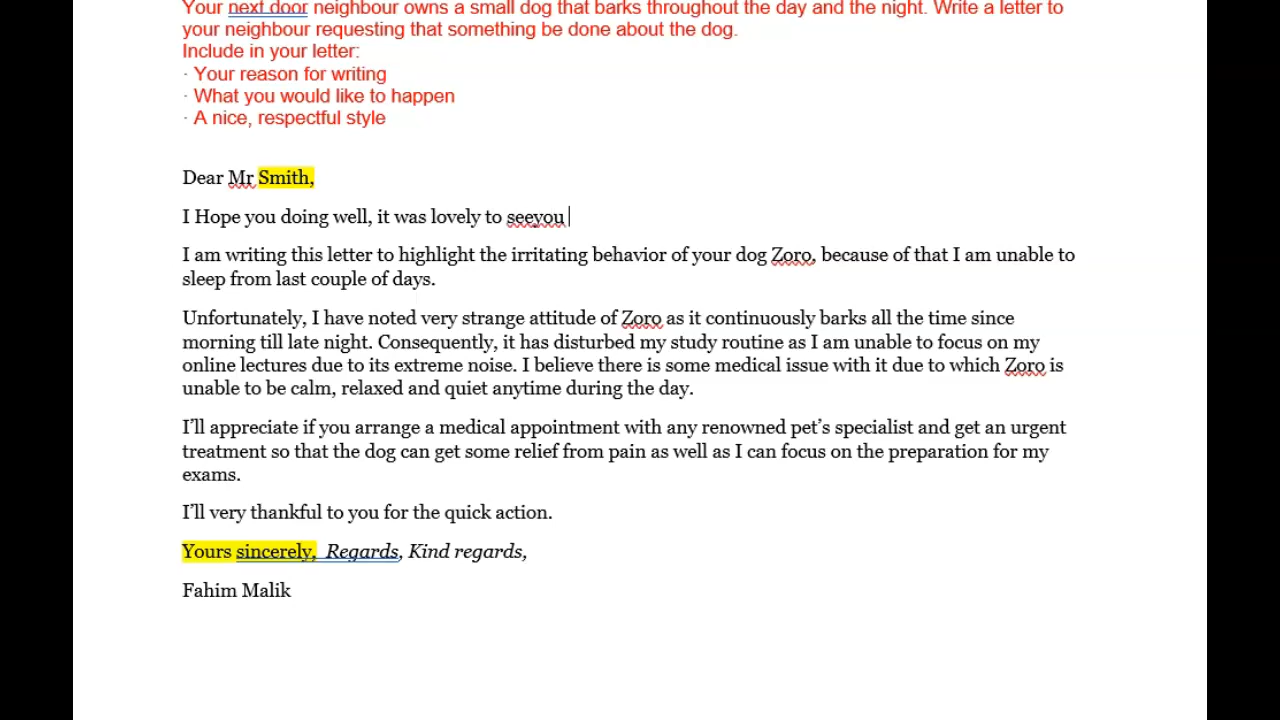 Your next door neighbour owns a small dog that barks throughout the day and the night. Write a letter to
your neighbour requesting that something be done about the dog.
Include in your letter:
· Your reason for writing
· What you would like to happen
· A nice, respectful style
Dear Mr Smith,
I Hope you doing well, it was lovely to seeyou
I am writing this letter to highlight the irritating behavior of your dog Zoro, because of that I am unable to
sleep from last couple of days.
Unfortunately, I have noted very strange attitude of Zoro as it continuously barks all the time since
morning till late night. Consequently, it has disturbed my study routine as I am unable to focus on my
online lectures due to its extreme noise. I believe there is some medical issue with it due to which Zoro is
unable to be calm, relaxed and quiet anytime during the day.
I’ll appreciate if you arrange a medical appointment with any renowned pet’s specialist and get an urgent
treatment so that the dog can get some relief from pain as well as I can focus on the preparation for my
exams.
I’ll very thankful to you for the quick action.
Yours sincerely, Regards, Kind regards,
Fahim Malik